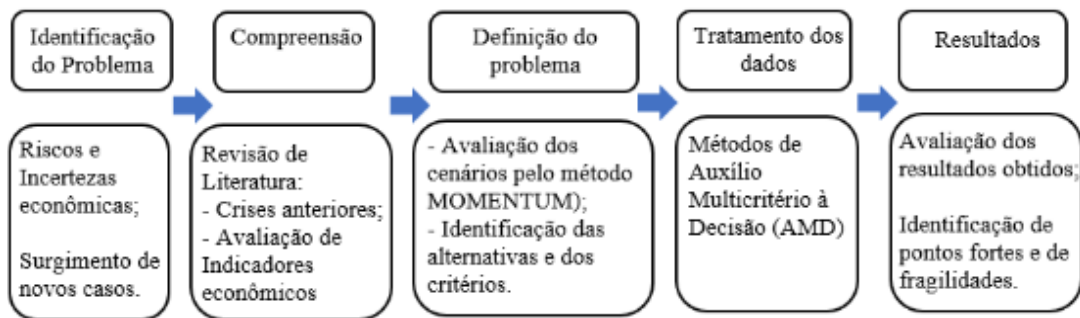 Identificação
do Problema
Compreensão
Definição do
problema
Tratamento dos
dados
Resultados
Riscos e
Incertezas
econômicas;
Surgimento de
novos casos.
Revisão de
Literatura:
- Crises anteriores;
- Avaliação de
Indicadores
econômicos
- Avaliação dos
cenários pelo método
MOMENTUM);
- Identificação das
alternativas e dos
critérios.
Métodos de
Auxílio
Multicritério à
Decisão (AMD)
Avaliação dos
resultados obtidos;
Identificação de
pontos fortes e de
fragilidades.